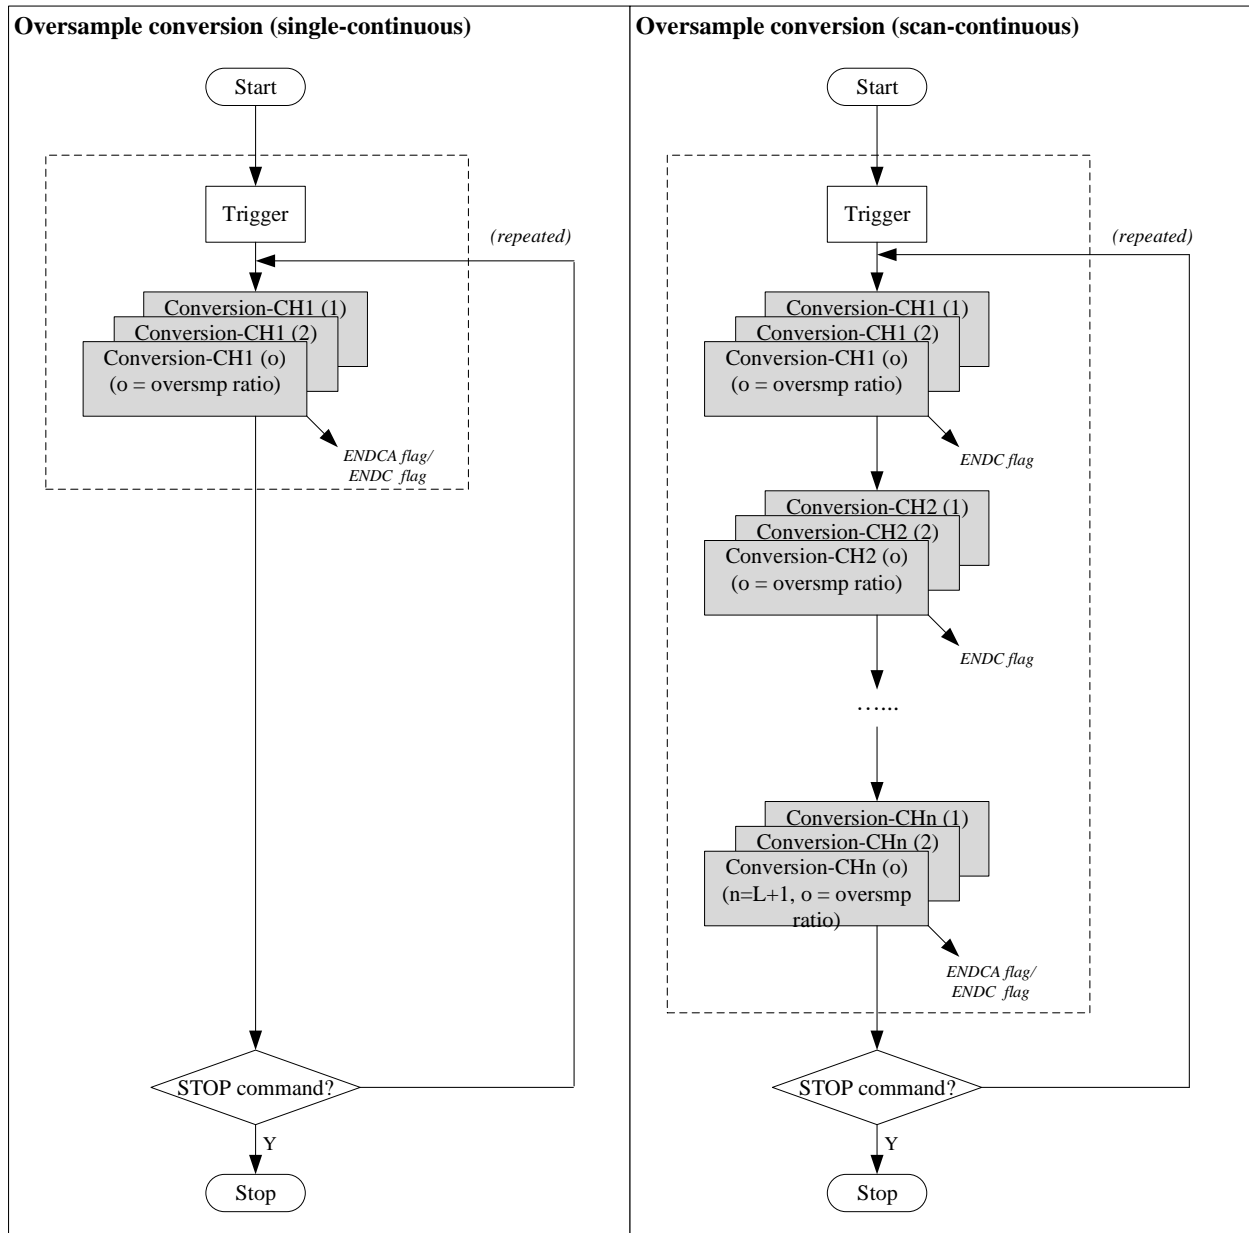 Oversample conversion (single-continuous)
Start
Trigger
(repeated)
Conversion-CH1 (1)
Conversion-CH1 (2)
Conversion-CH1 (o)
(o = oversmp ratio)
ENDCA flag/
ENDC flag
STOP command?
Y
Stop
Oversample conversion (scan-continuous)
Start
Trigger
(repeated)
Conversion-CH1 (1)
Conversion-CH1 (2)
Conversion-CH1 (o)
(o = oversmp ratio)
ENDC flag
Conversion-CH2 (1)
Conversion-CH2 (2)
Conversion-CH2 (o)
(o = oversmp ratio)
ENDC flag
…...
Conversion-CHn (1)
Conversion-CHn (2)
Conversion-CHn (o)
(n=L+1, o = oversmp
ratio)
ENDCA flag/
ENDC flag
STOP command?
Y
Stop